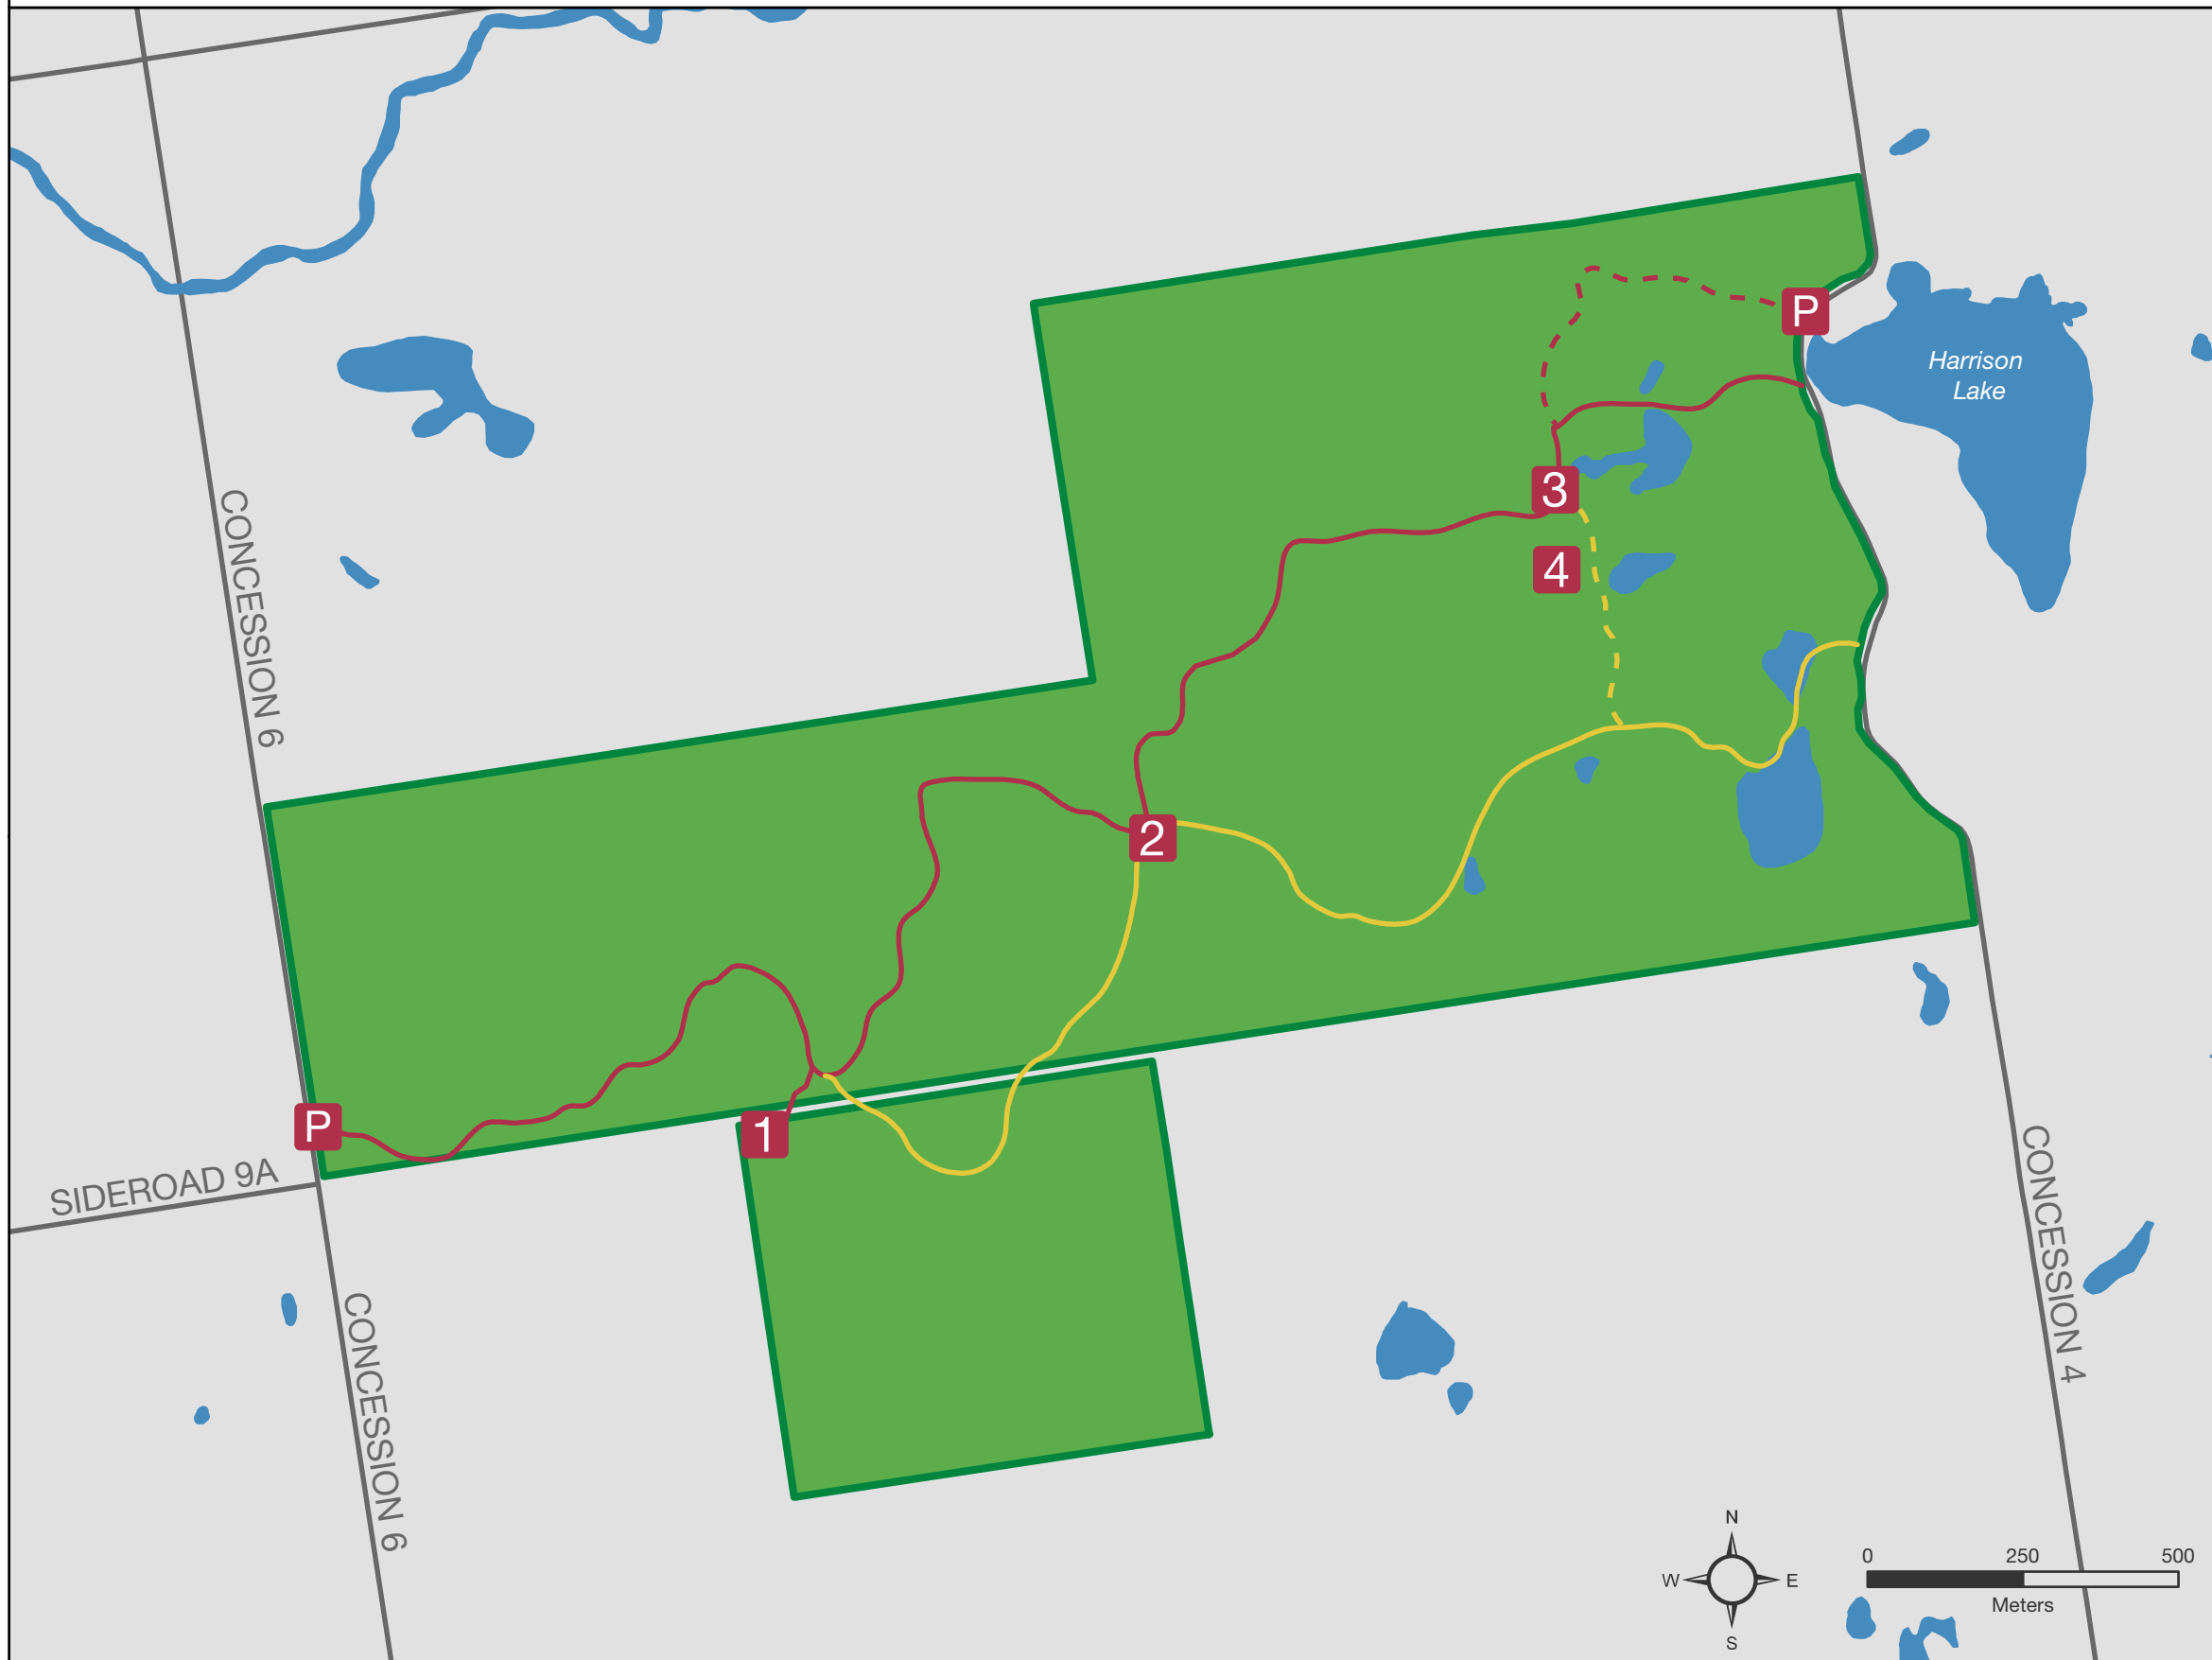 P
Harrison
Lake
3
4
CONCESSION 6
2
P
1
SIDEROAD 9A
CONCESSION 4
CONCESSION 6
N
W
E
S
0 250 500
Meters